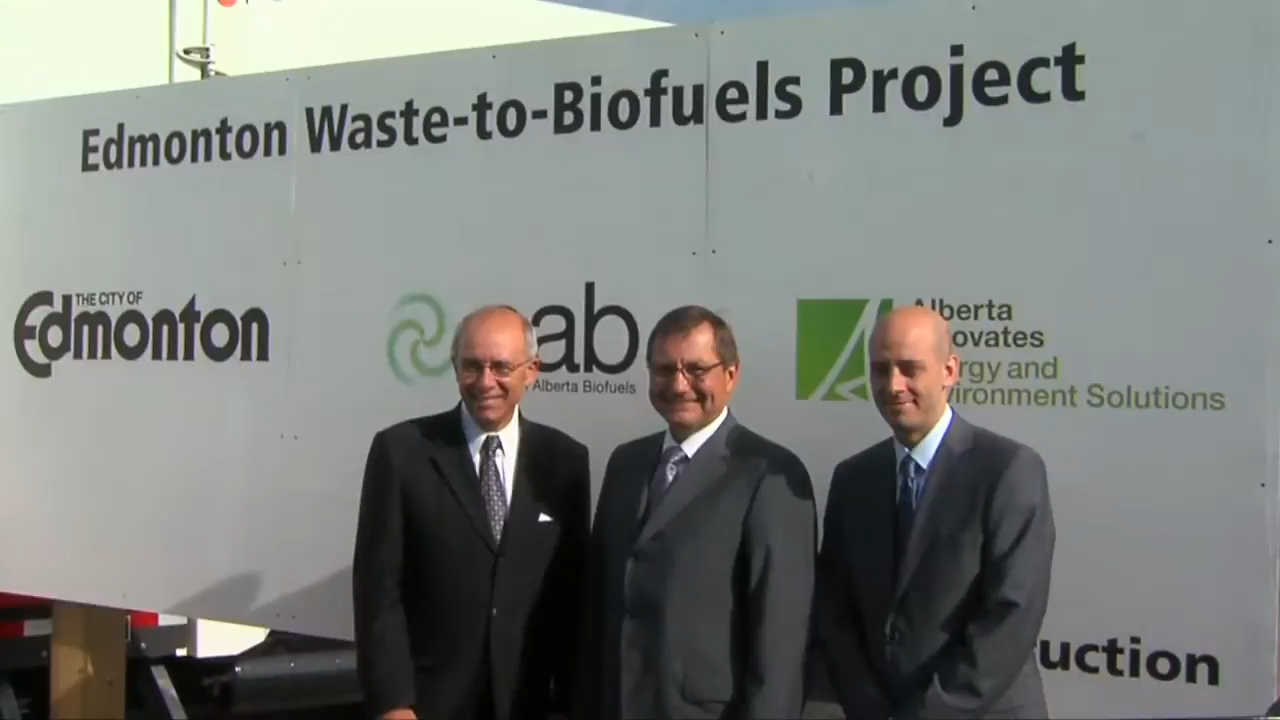 Edmonton Waste-to-Biofuels Project
THE CITY OF
Edmonton
ab
Alberta Biofuels
Alberta
ovates
rgy and
ironment Solutions
uction